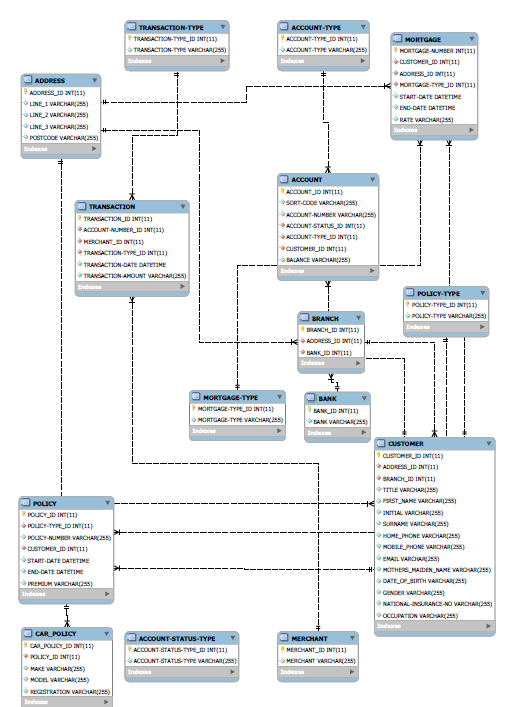 TRANSACTION-TYPE
TRANSACTION-TYPE_ID INT(11)
TRANSACTION-TYPE VARCHAR(255)
Indexes
ACCOUNT-TYPE
ACCOUNT-TYPE_ID INT(11)
ACCOUNT-TYPE VARCHAR(255)
Indexes
MORTGAGE
MORTGAGE-NUMBER INT(11)
CUSTOMER_ID INT(11)
ADDRESS_ID INT(11)
MORTGAGE-TYPE_ID INT(11)
START-DATE DATETIME
END-DATE DATETIME
RATE VARCHAR(255)
Indexes
ADDRESS
ADDRESS_ID INT(11)
LINE_1 VARCHAR(255)
LINE_2 VARCHAR(255)
LINE_3 VARCHAR(255)
POSTCODE VARCHAR(255)
Indexes
TRANSACTION
TRANSACTION_ID INT(11)
ACCOUNT-NUMBER_ID INT(11)
MERCHANT_ID INT(11)
TRANSACTION-TYPE_ID INT(11)
TRANSACTION-DATE DATETIME
TRANSACTION-AMOUNT VARCHAR(255)
Indexes
ACCOUNT
ACCOUNT_ID INT(11)
SORT-CODE VARCHAR(255)
ACCOUNT-NUMBER VARCHAR(255)
ACCOUNT-STATUS_ID INT(11)
ACCOUNT-TYPE_ID INT(11)
CUSTOMER_ID INT(11)
BALANCE VARCHAR(255)
Indexes
POLICY-TYPE
POLICY-TYPE_ID INT(11)
POLICY-TYPE VARCHAR(255)
Indexes
BRANCH
BRANCH_ID INT(11)
ADDRESS_ID INT(11)
BANK_ID INT(11)
Indexes
MORTGAGE-TYPE
MORTGAGE-TYPE_ID INT(11)
MORTGAGE-TYPE VARCHAR(255)
Indexes
BANK
BANK_ID INT(11)
BANK VARCHAR(255)
Indexes
CUSTOMER
CUSTOMER_ID INT(11)
ADDRESS_ID INT(11)
BRANCH_ID INT(11)
TITLE VARCHAR(255)
FIRST_NAME VARCHAR(255)
INITIAL VARCHAR(255)
SURNAME VARCHAR(255)
HOME_PHONE VARCHAR(255)
MOBILE_PHONE VARCHAR(255)
EMAIL VARCHAR(255)
MOTHERS_MAIDEN_NAME VARCHAR(255)
DATE_OF_BIRTH VARCHAR(255)
GENDER VARCHAR(255)
NATIONAL-INSURANCE-NO VARCHAR(255)
OCCUPATION VARCHAR(255)
Indexes
POLICY
POLICY_ID INT(11)
POLICY-TYPE_ID INT(11)
POLICY-NUMBER VARCHAR(255)
CUSTOMER_ID INT(11)
START-DATE DATETIME
END-DATE DATETIME
PREMIUM VARCHAR(255)
Indexes
CAR_POLICY
CAR_POLICY_ID INT(11)
POLICY_ID INT(11)
MAKE VARCHAR(255)
MODEL VARCHAR(255)
REGISTRATION VARCHAR(255)
Indexes
ACCOUNT-STATUS-TYPE
ACCOUNT-STATUS-TYPE_ID INT(11)
ACCOUNT-STATUS-TYPE VARCHAR(255)
Indexes
MERCHANT
MERCHANT_ID INT(11)
MERCHANT VARCHAR(255)
Indexes